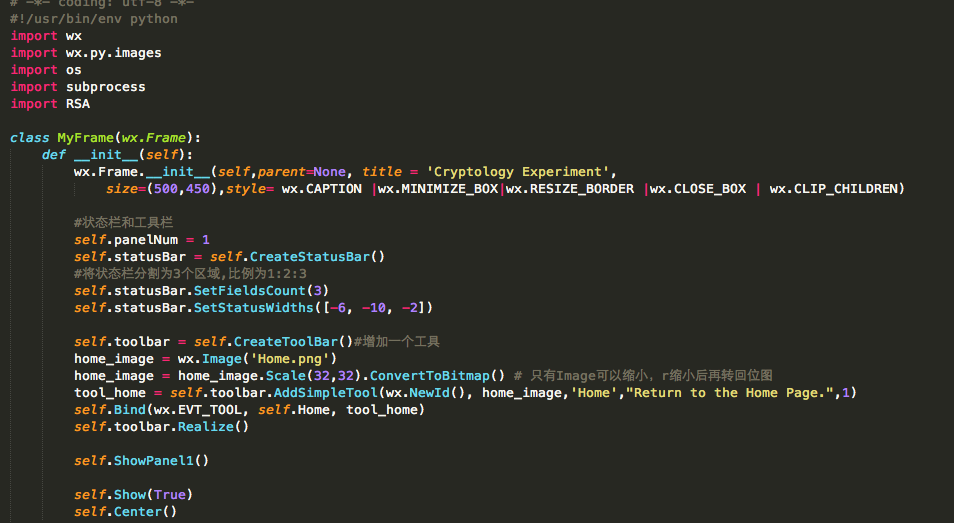 # -*- coding: utf-8 -*-
#!/usr/bin/env python
import wx
import wx.py.images
import os
import subprocess
import RSA
class MyFrame(wx.Frame):
def __init__(self):
wx.Frame.__init__(self,parent=None, title = 'Cryptology Experiment',
size=(500,450),style= wx.CAPTION |wx.MINIMIZE_BOX|wx.RESIZE_BORDER |wx.CLOSE_BOX | wx.CLIP_CHILDREN)
#状态栏和工具栏
self.panelNum = 1
self.statusBar = self.CreateStatusBar()
#将状态栏分割为3个区域,比例为1:2:3
self.statusBar.SetFieldsCount(3)
self.statusBar.SetStatusWidths([-6, -10, -2])
self.toolbar = self.CreateToolBar()#增加一个工具
home_image = wx.Image('Home.png')
home_image = home_image.Scale(32,32).ConvertToBitmap() # 只有Image可以缩小，r缩小后再转回位图
tool_home = self.toolbar.AddSimpleTool(wx.NewId(), home_image,'Home',"Return to the Home Page.",1)
self.Bind(wx.EVT_TOOL, self.Home, tool_home)
self.toolbar.Realize()
self.ShowPanel1()
self.Show(True)
self.Center()